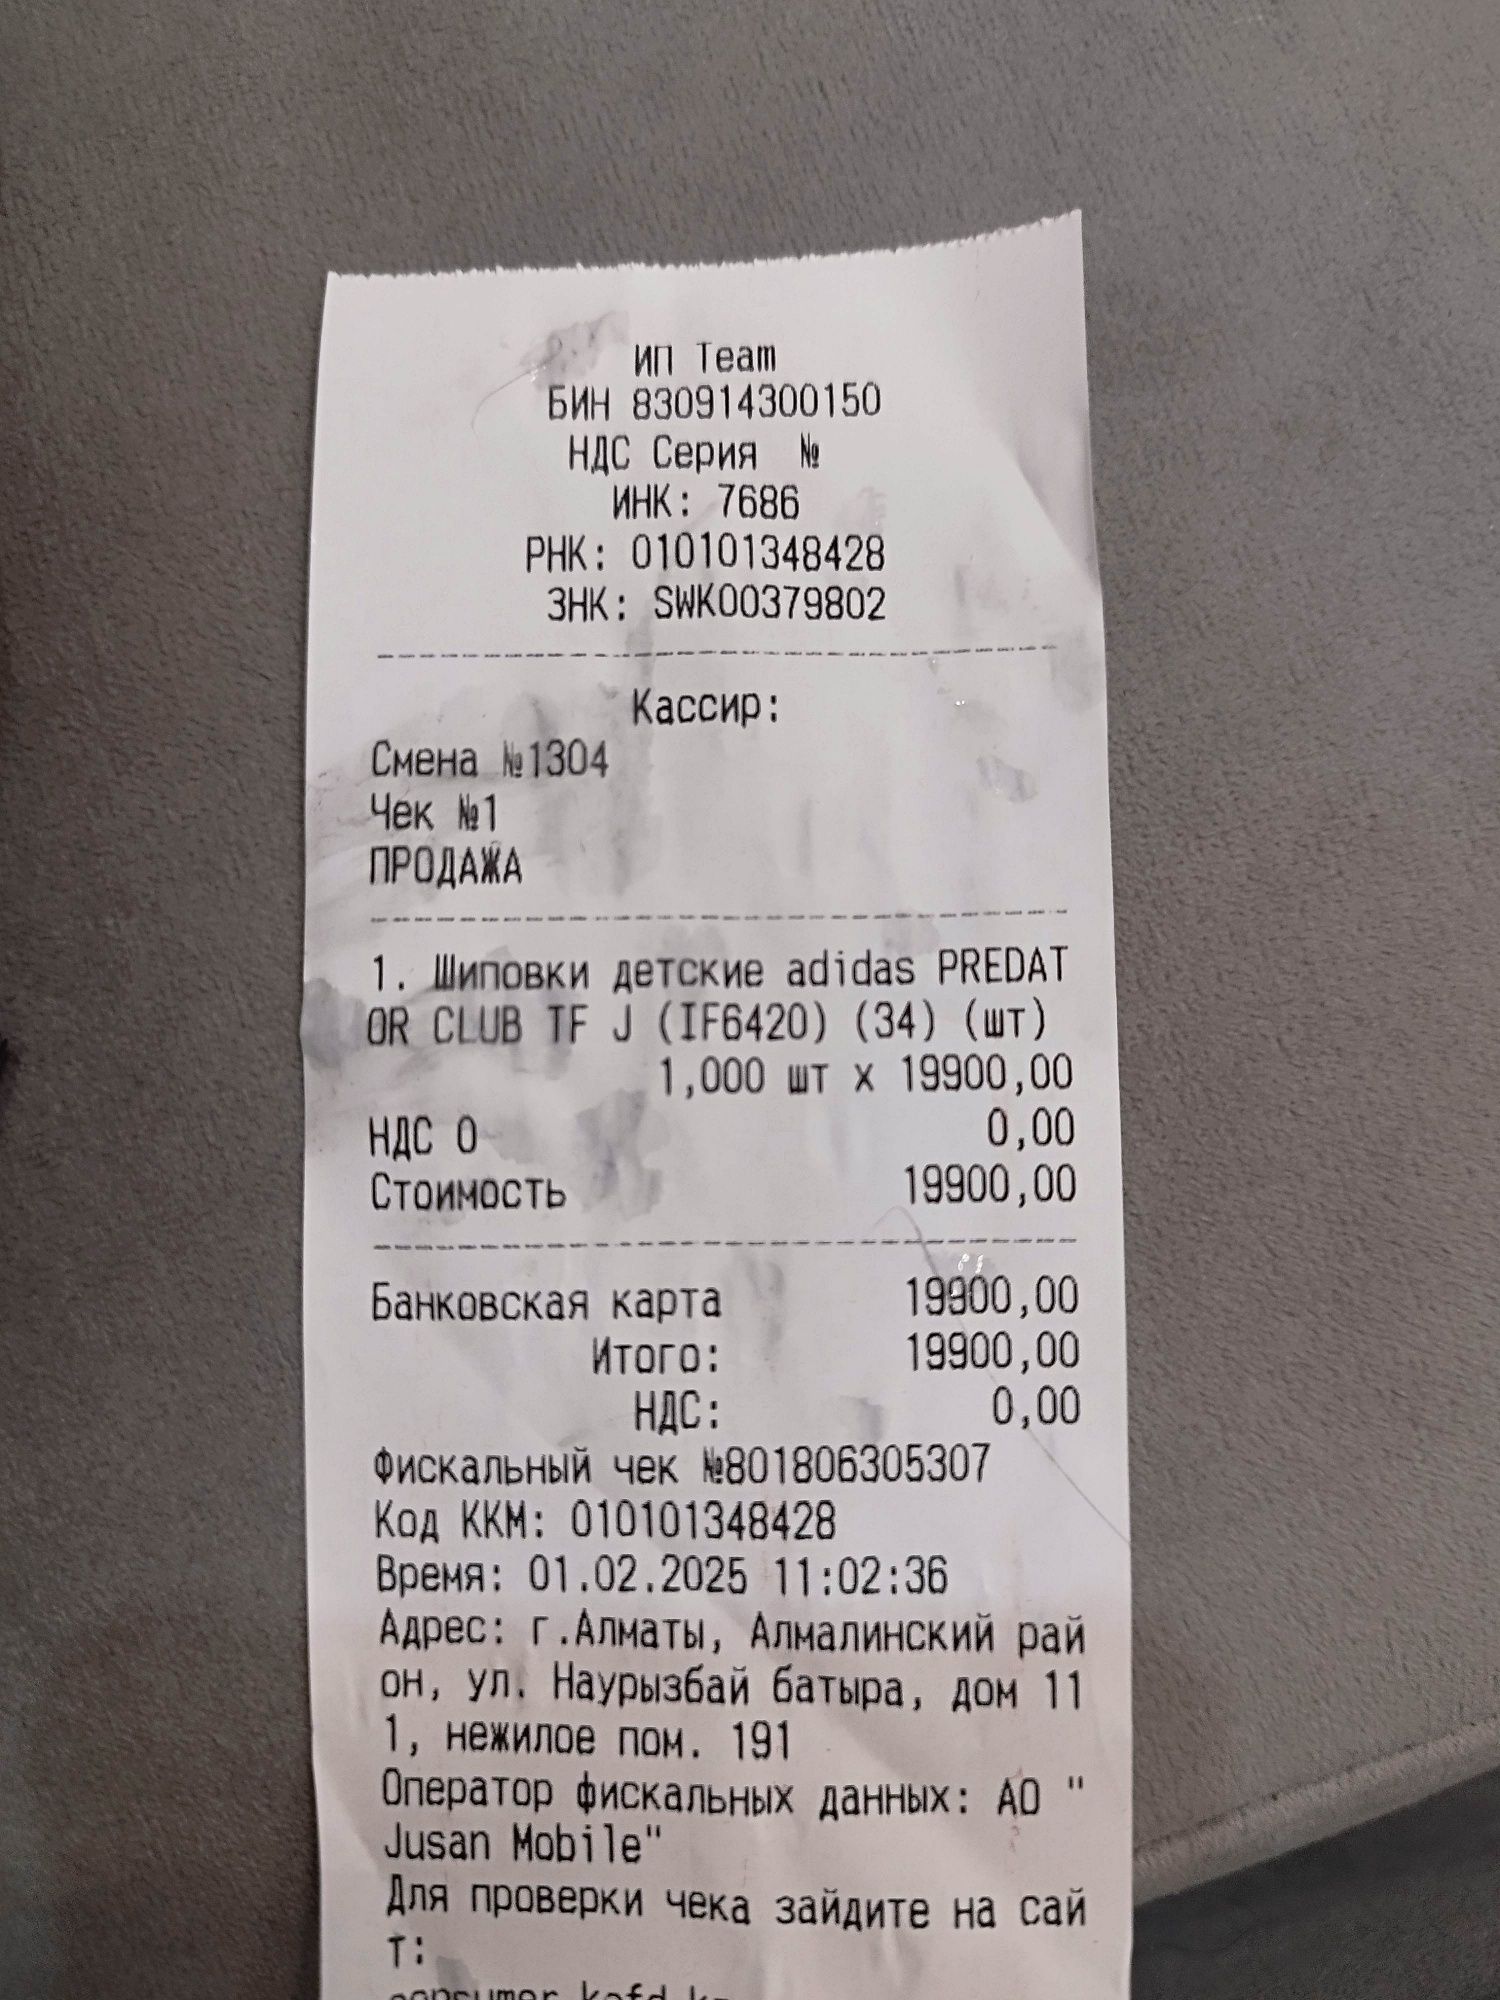 ИП Team
БИН 830914300150
НДС Серия №
ИНК: 7686
РНК: 010101348428
ЗНК: SWK00379802
Кассир:
Смена №1304
Чек №1
ПРОДАЖА
1. Шиповки детские adidas PREDAT
OR CLUB TF J (IF6420) (34) (шт)
1,000 шт x 19900,00
НДС 0 0,00
Стоимость 19900,00
Банковская карта 19900,00
Итого: 19900,00
НДС: 0,00
Фискальный чек №801806305307
Код ККМ: 010101348428
Время: 01.02.2025 11:02:36
Адрес: г.Алматы, Алмалинский рай
он, ул. Наурызбай батыра, дом 11
1, нежилое пом. 191
Оператор фискальных данных: АО "
Jusan Mobile"
Для проверки чека зайдите на сай
т: